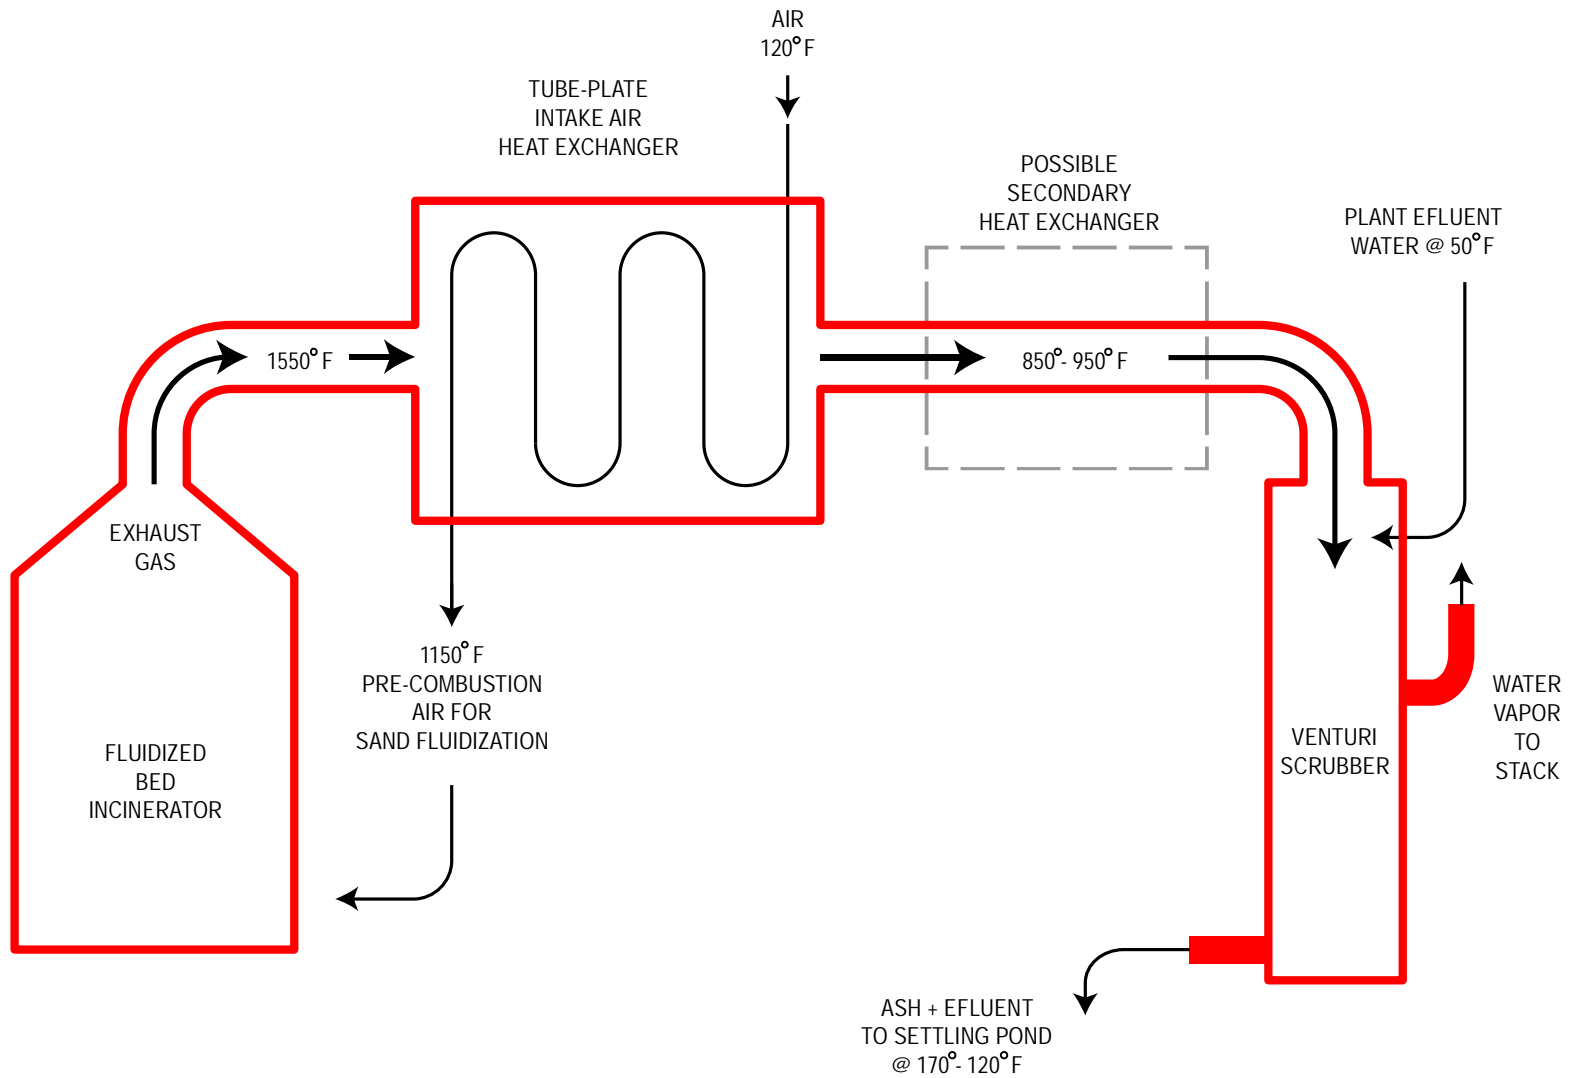 AIR
120°F
TUBE-PLATE
INTAKE AIR
HEAT EXCHANGER
POSSIBLE
SECONDARY
HEAT EXCHANGER
PLANT EFLUENT
WATER @ 50°F
1550°F
850°- 950°F
EXHAUST
GAS
1150°F
PRE-COMBUSTION
AIR FOR
SAND FLUIDIZATION
FLUIDIZED
BED
INCINERATOR
VENTURI
SCRUBBER
WATER
VAPOR
TO
STACK
ASH + EFLUENT
TO SETTLING POND
@ 170°- 120°F